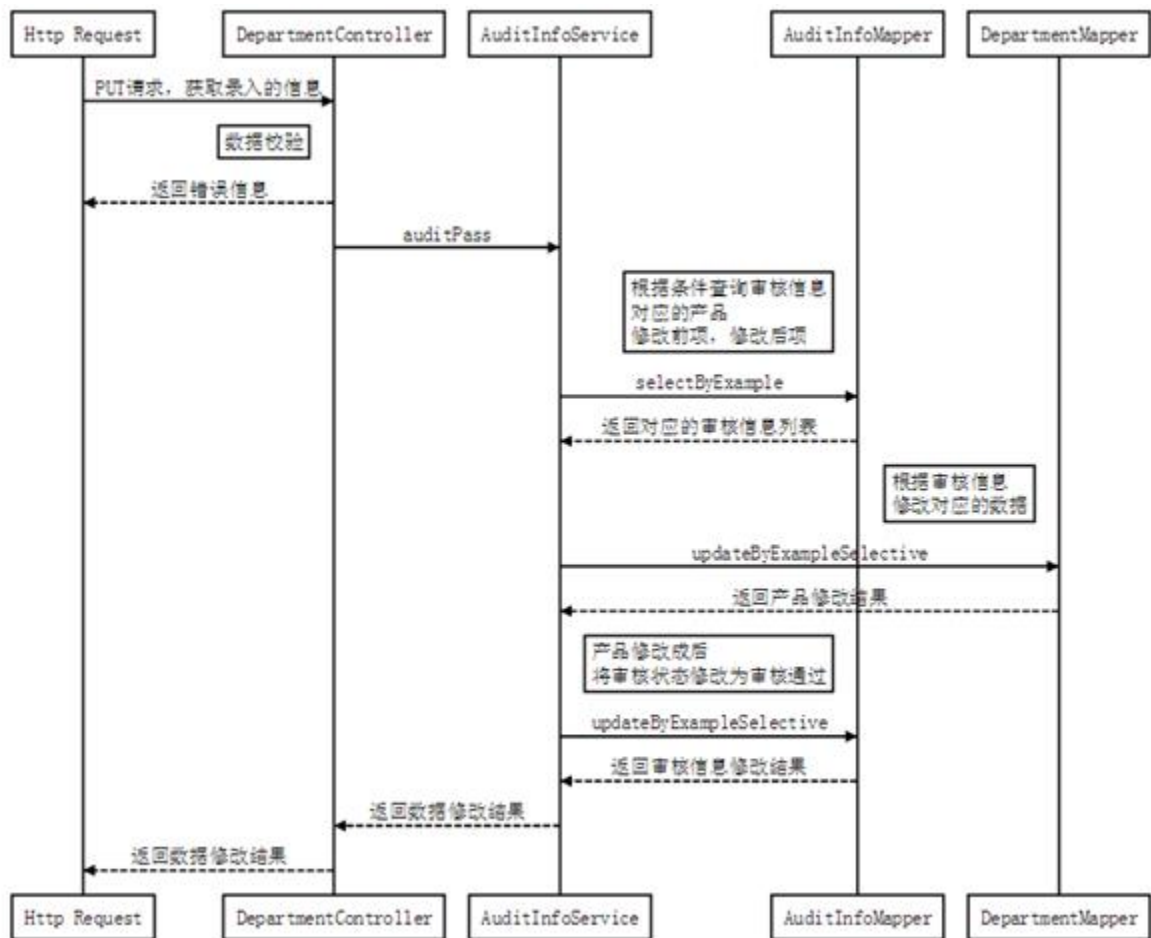 Http Request
DepartmentController
AuditInfoService
AuditInfoMapper
DepartmentMapper
PUT请求，获取录入的信息
数据校验
返回错误信息
auditPass
根据条件查询审核信息
对应的产品
修改前项，修改后项
selectByExample
返回对应的审核信息列表
根据审核信息
修改对应的数据
updateByExampleSelective
返回产品修改结果
产品修改成后
将审核状态修改为审核通过
updateByExampleSelective
返回审核信息修改结果
返回数据修改结果
返回数据修改结果
Http Request
DepartmentController
AuditInfoService
AuditInfoMapper
DepartmentMapper